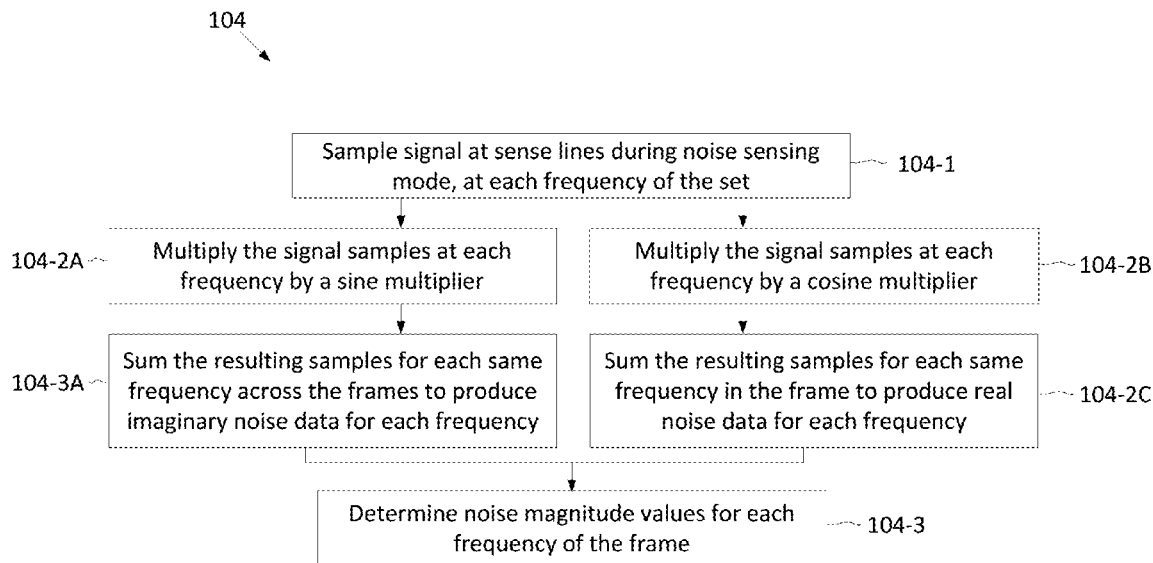 104
Sample signal at sense lines during noise sensing
mode, at each frequency of the set
104-1
104-2A
Multiply the signal samples at each
frequency by a sine multiplier
Multiply the signal samples at each
frequency by a cosine multiplier
104-2B
104-3A
Sum the resulting samples for each same
frequency across the frames to produce
imaginary noise data for each frequency
Sum the resulting samples for each same
frequency in the frame to produce real
noise data for each frequency
104-2C
Determine noise magnitude values for each
frequency of the frame
104-3